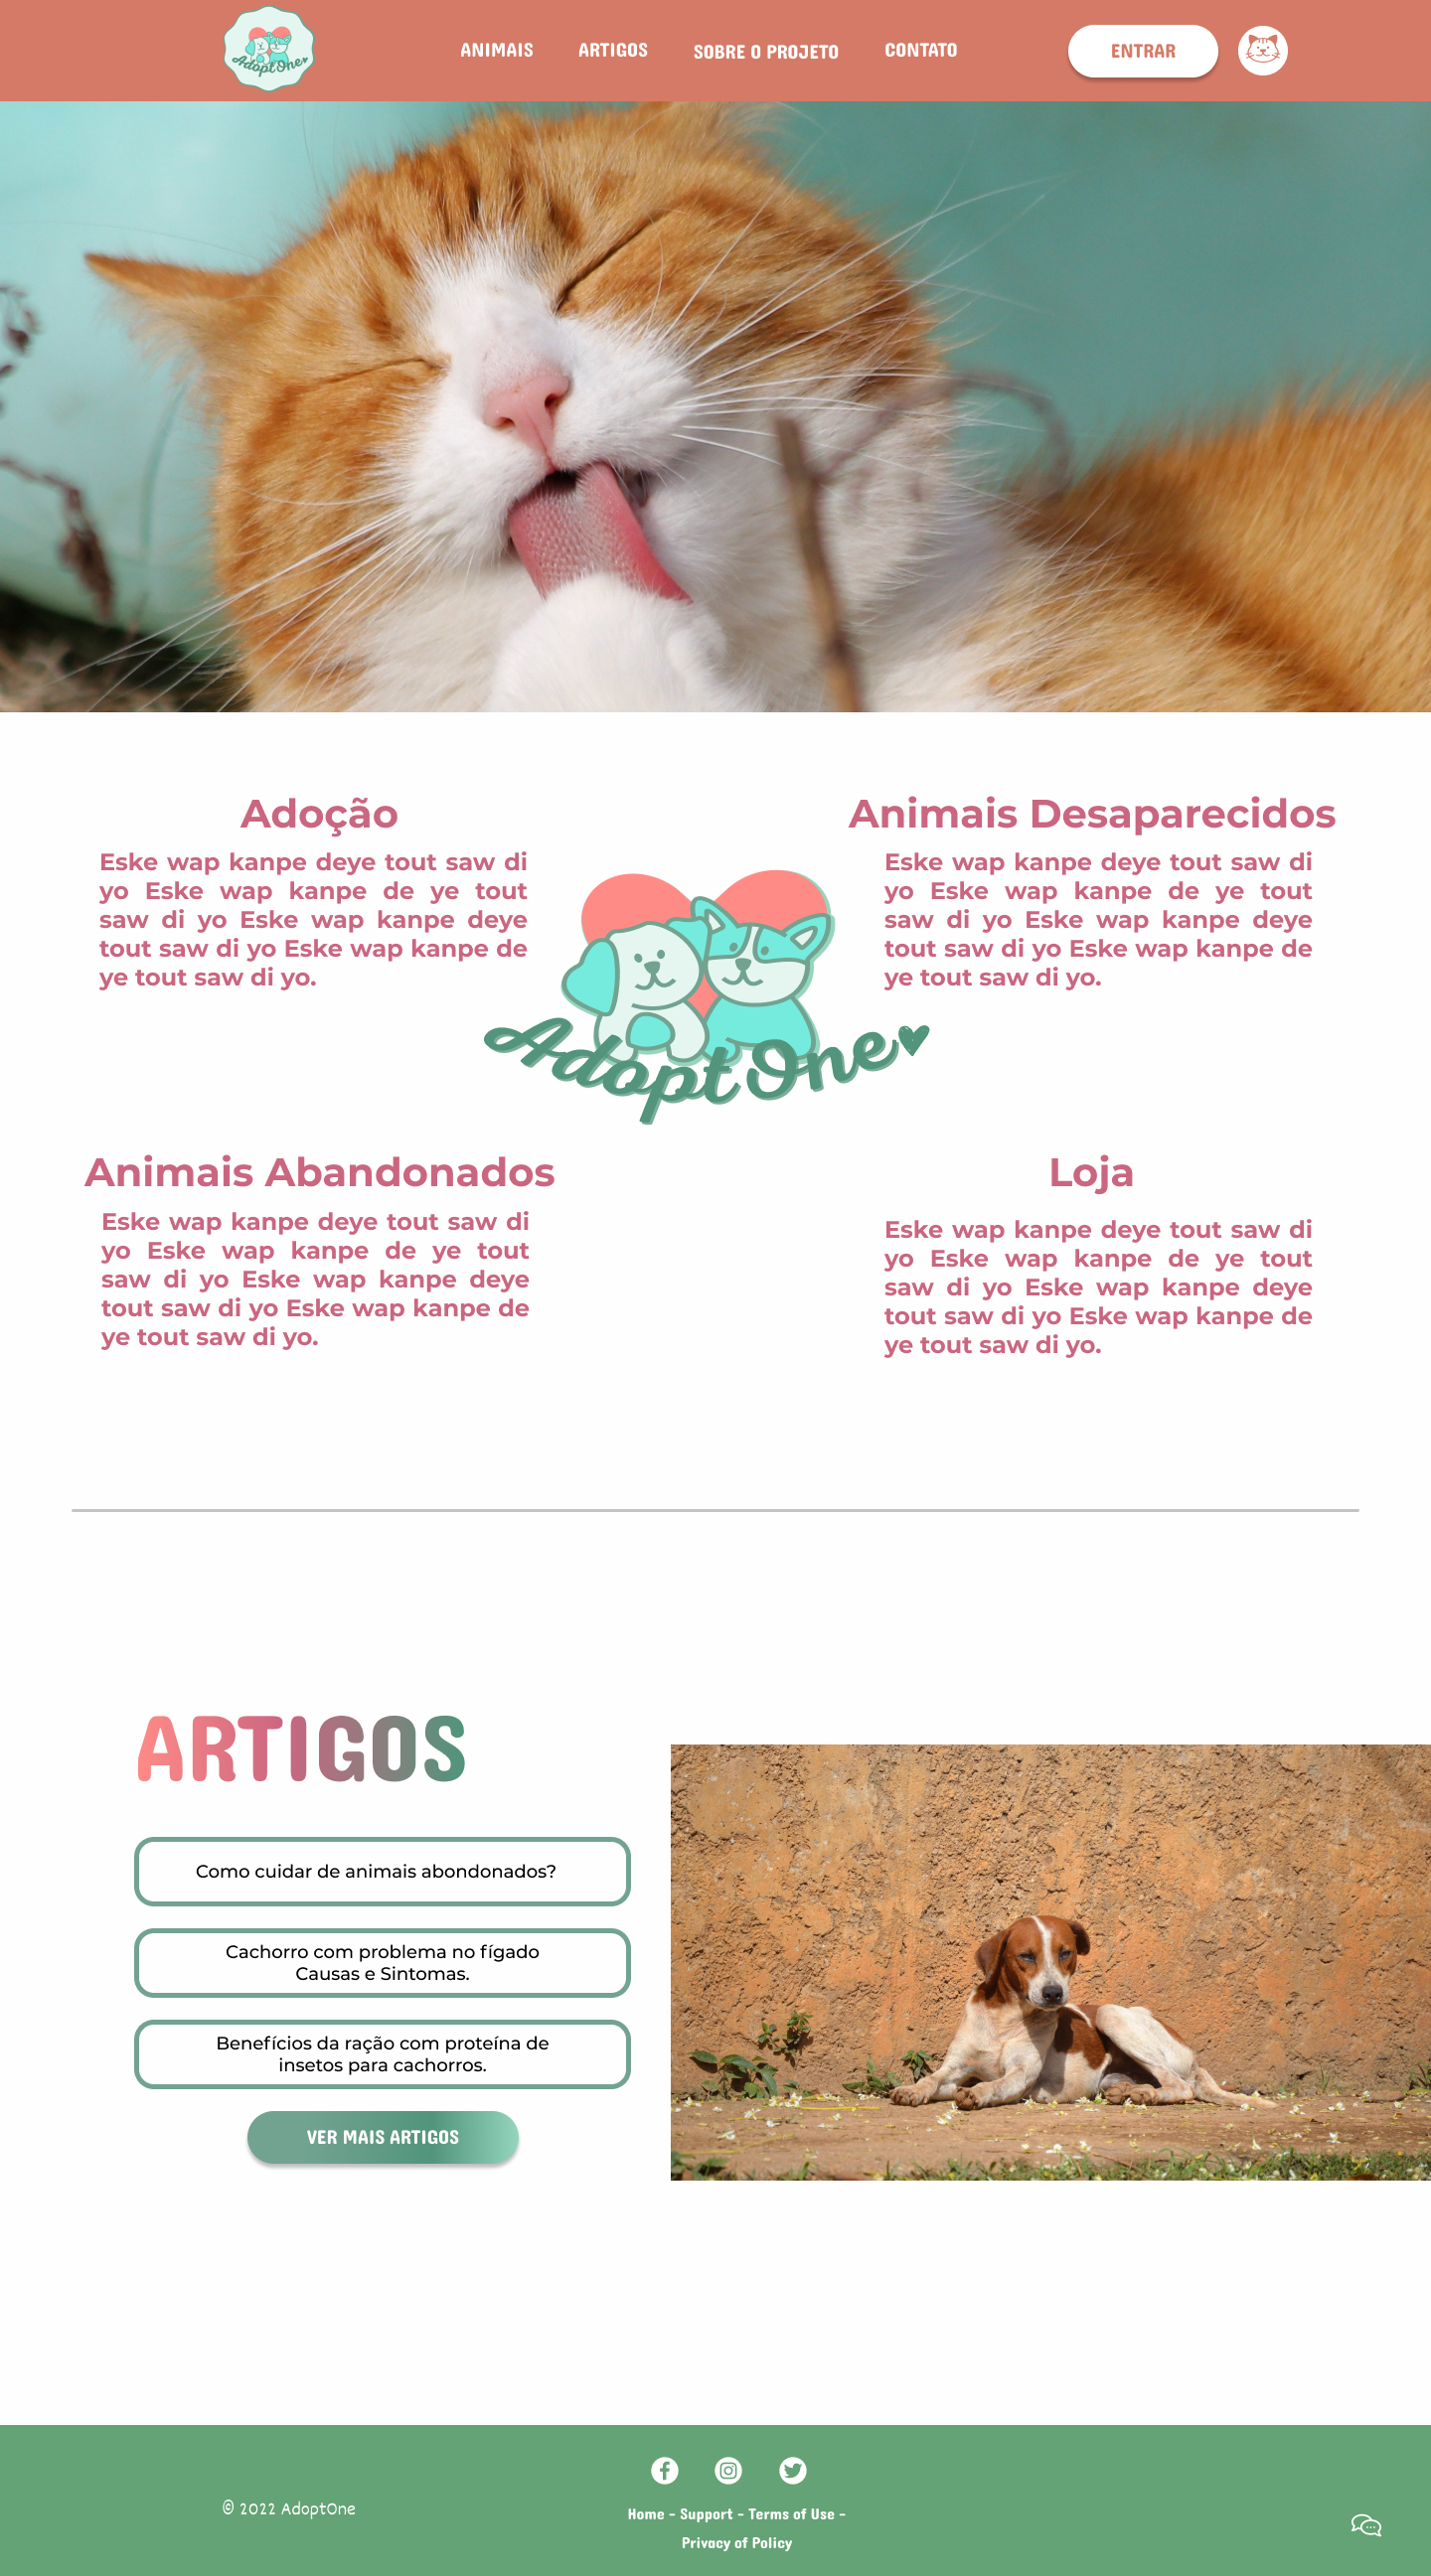 AdoptOne
ANIMAIS
ARTIGOS
SOBRE O PROJETO
CONTATO
ENTRAR
Adoção
Eske wap kanpe deye tout saw di
yo Eske wap kanpe de ye tout
saw di yo Eske wap kanpe deye
tout saw di yo Eske wap kanpe de
ye tout saw di yo.
Animais Desaparecidos
Eske wap kanpe deye tout saw di
yo Eske wap kanpe de ye tout
saw di yo Eske wap kanpe deye
tout saw di yo Eske wap kanpe de
ye tout saw di yo.
AdoptOne
Animais Abandonados
Eske wap kanpe deye tout saw di
yo Eske wap kanpe de ye tout
saw di yo Eske wap kanpe deye
tout saw di yo Eske wap kanpe de
ye tout saw di yo.
Loja
Eske wap kanpe deye tout saw di
yo Eske wap kanpe de ye tout
saw di yo Eske wap kanpe deye
tout saw di yo Eske wap kanpe de
ye tout saw di yo.
ARTIGOS
Como cuidar de animais abondonados?
Cachorro com problema no fígado
Causas e Sintomas.
Benefícios da ração com proteína de
insetos para cachorros.
VER MAIS ARTIGOS
© 2022 AdoptOne
Home - Support - Terms of Use -
Privacy of Policy